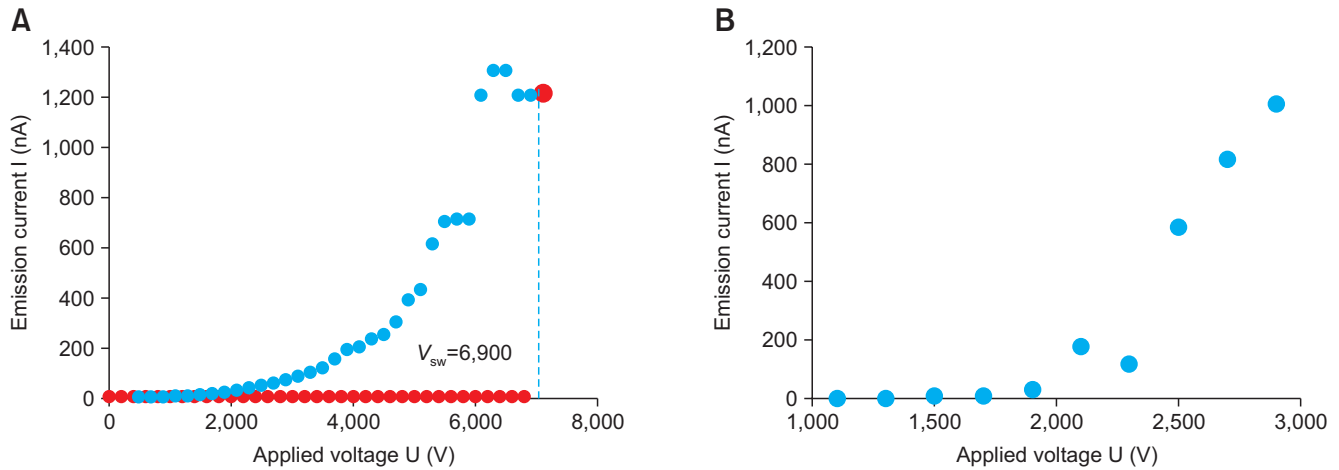 A
Emission current I (nA)
1,400
1,200
1,000
800
600
400
200
0
V_sw=6,900
0 2,000 4,000 6,000 8,000
Applied voltage U (V)
B
Emission current I (nA)
1,200
1,000
800
600
400
200
0
1,000 1,500 2,000 2,500 3,000
Applied voltage U (V)